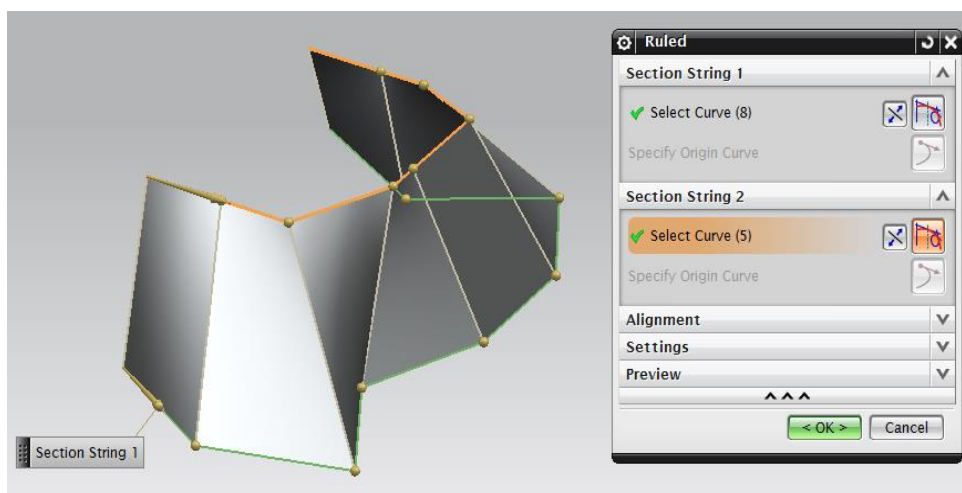 Ruled
Section String 1
Select Curve (8)
Specify Origin Curve
Section String 2
Select Curve (5)
Specify Origin Curve
Alignment
Settings
Preview
< OK >
Cancel
Section String 1